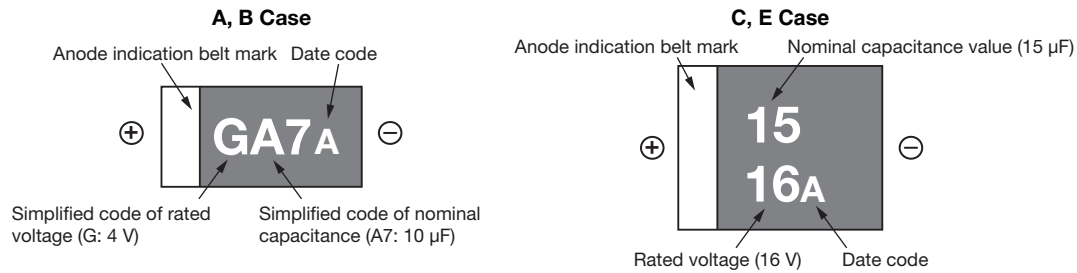 A, B Case
Anode indication belt mark Date code
⊕ GA7A ⊖
Simplified code of rated
voltage (G: 4 V)
Simplified code of nominal
capacitance (A7: 10 μF)
C, E Case
Anode indication belt mark Nominal capacitance value (15 μF)
15
⊕ ⊖
16A
Rated voltage (16 V) Date code